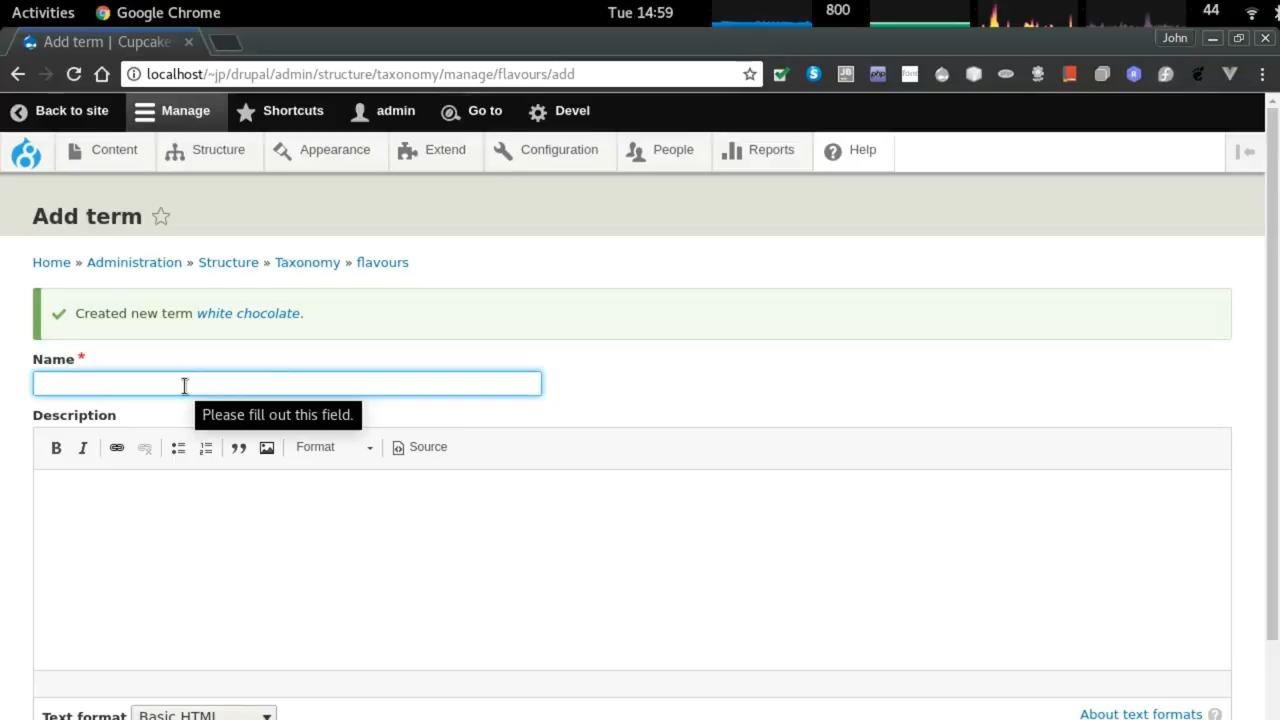 Activities Google Chrome Tue 14:59 800 44
Add term | Cupcake John
localhost/~jp/drupal/admin/structure/taxonomy/manage/flavours/add
Back to site Manage Shortcuts admin Go to Devel
Content Structure Appearance Extend Configuration People Reports Help
Add term
Home » Administration » Structure » Taxonomy » flavours
Created new term white chocolate.
Name *
Please fill out this field.
Description
B I Format Source
Text format Basic HTML About text formats ?